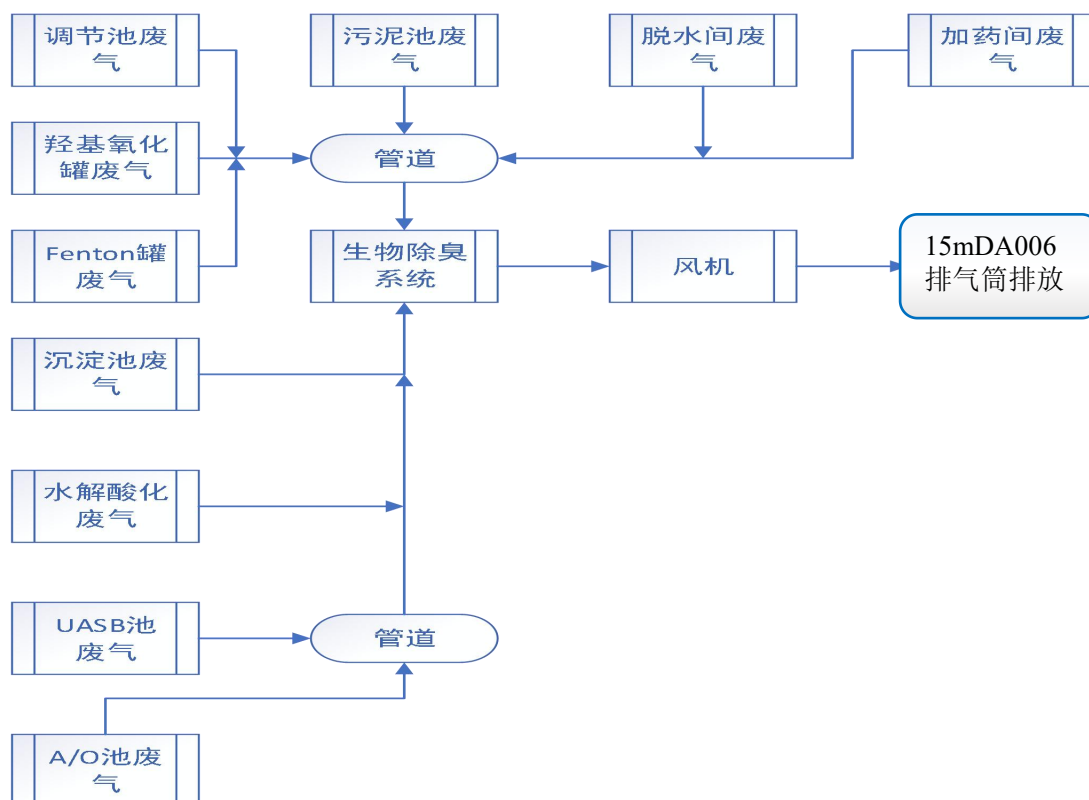 调节池废
气
污泥池废
气
脱水间废
气
加药间废
气
羟基氧化
罐废气
管道
Fenton罐
废气
生物除臭
系统
风机
15mDA006
排气筒排放
沉淀池废
气
水解酸化
废气
UASB池
废气
管道
A/O池废
气